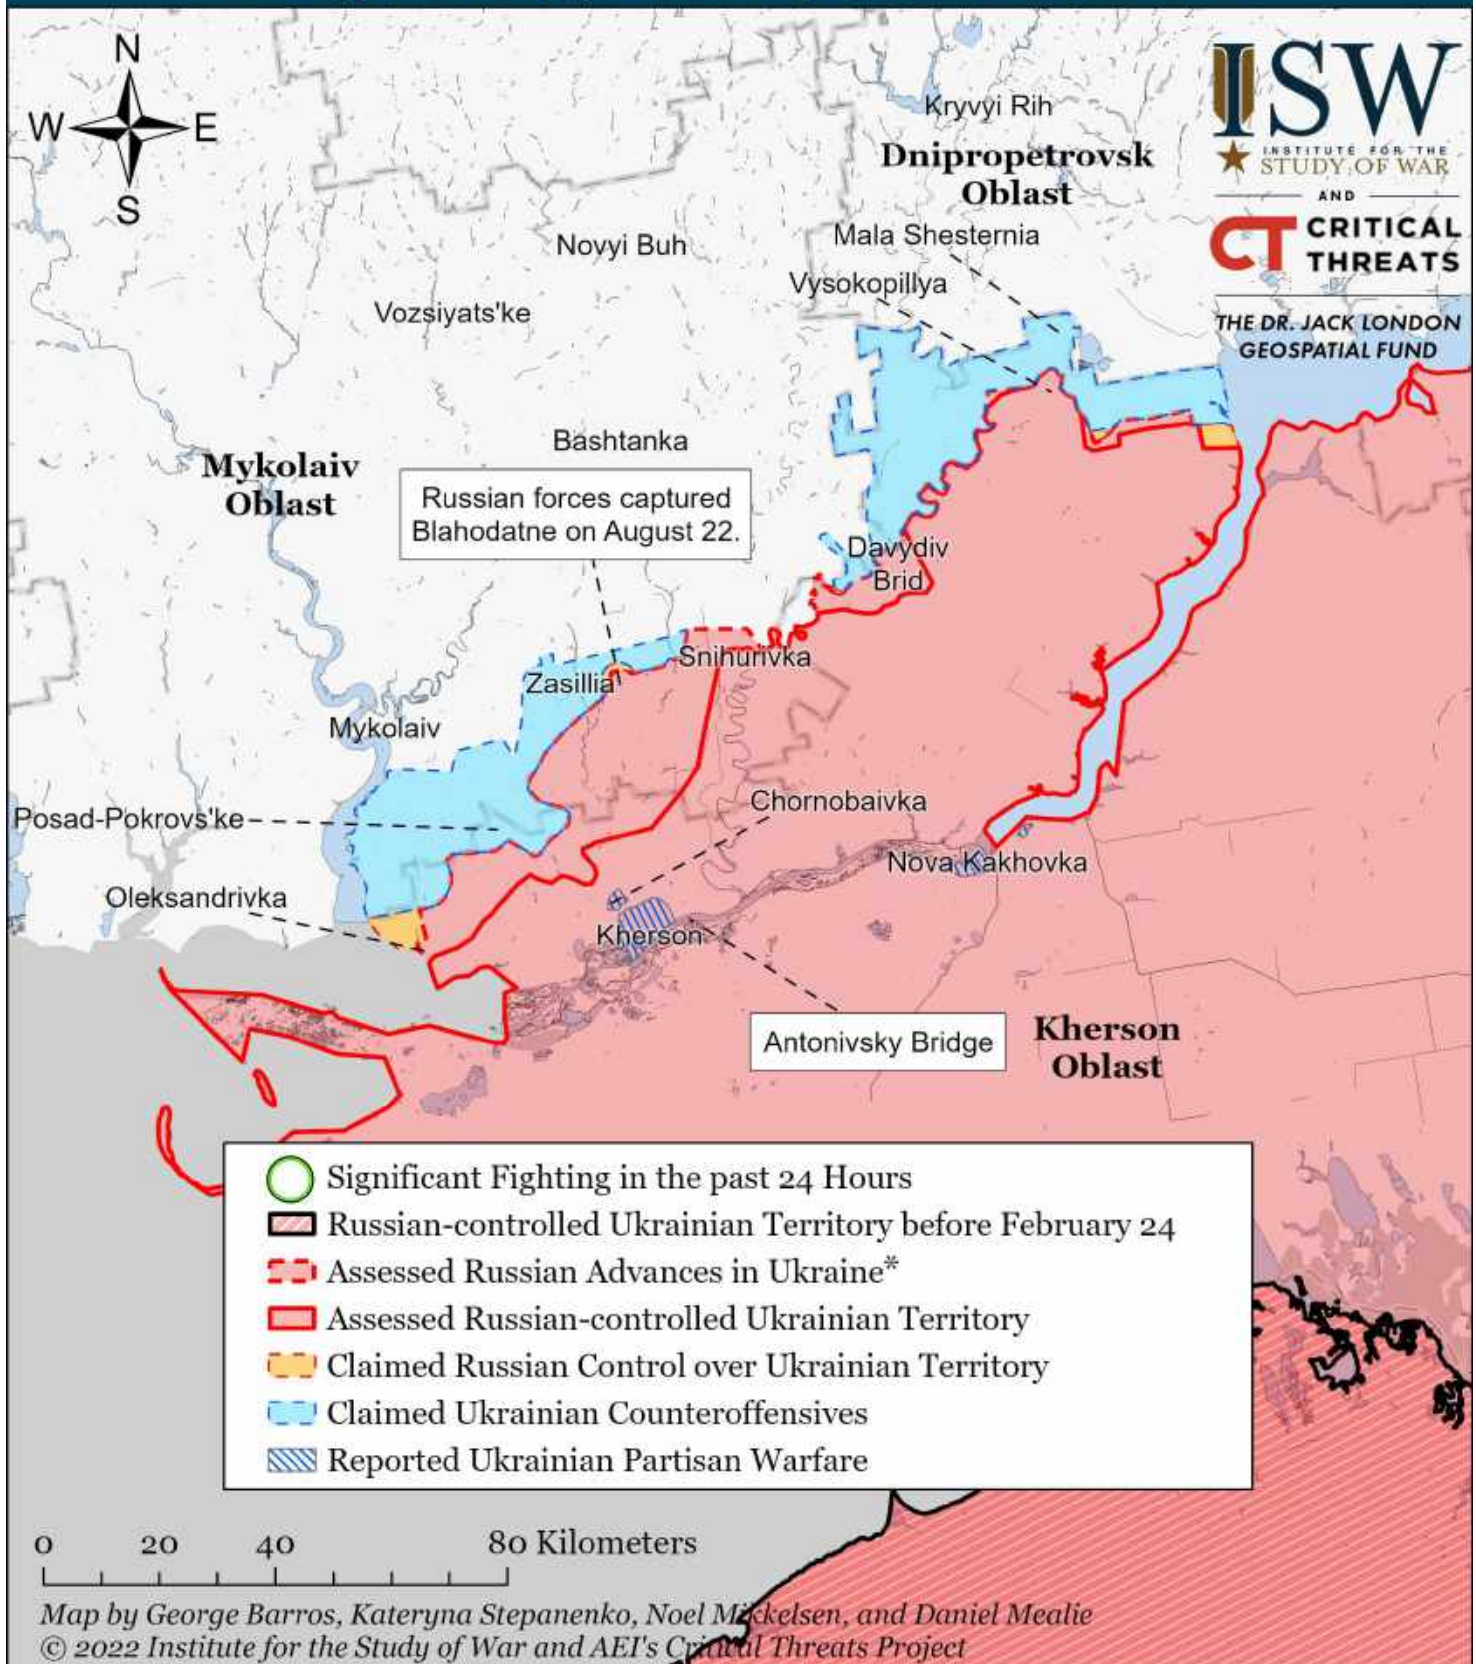 N
W
E
S
ISW
INSTITUTE FOR THE
STUDY OF WAR
AND
CT CRITICAL
THREATS
THE DR. JACK LONDON
GEOSPATIAL FUND
Kryvyi Rih
Dnipropetrovsk
Oblast
Mala Shesternia
Novyi Buh
Vysokopillya
Vozsiyats'ke
Bashtanka
Mykolaiv
Oblast
Russian forces captured
Blahodatne on August 22.
Davydiv
Brid
Snihurivka
Zasillia
Mykolaiv
Chornobaivka
Posad-Pokrovs'ke
Nova Kakhovka
Oleksandrivka
Kherson
Antonivsky Bridge
Kherson
Oblast
Significant Fighting in the past 24 Hours
Russian-controlled Ukrainian Territory before February 24
Assessed Russian Advances in Ukraine*
Assessed Russian-controlled Ukrainian Territory
Claimed Russian Control over Ukrainian Territory
Claimed Ukrainian Counteroffensives
Reported Ukrainian Partisan Warfare
0 20 40 80 Kilometers
Map by George Barros, Kateryna Stepanenko, Noel Mikkelsen, and Daniel Mealie
© 2022 Institute for the Study of War and AEI's Critical Threats Project